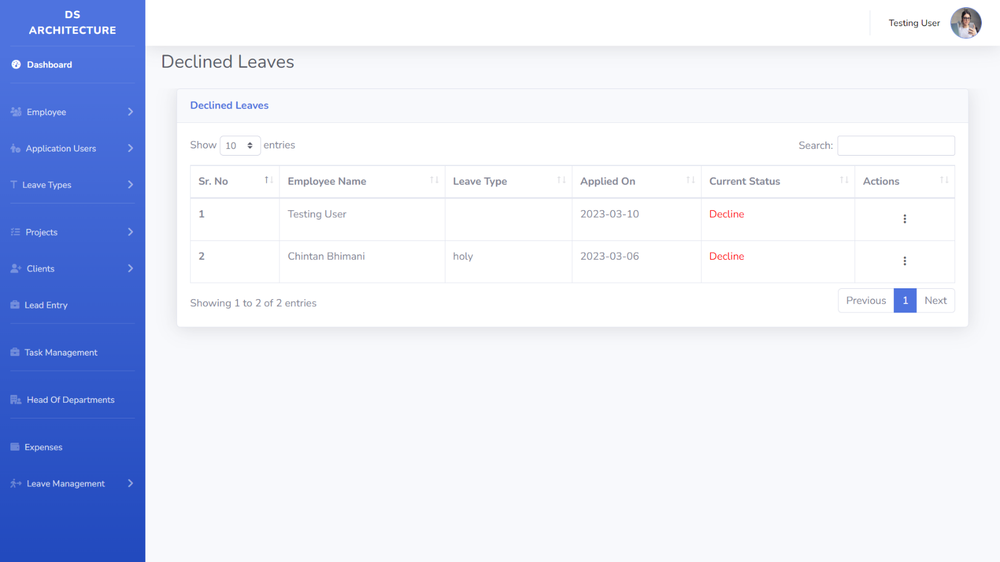 DS
ARCHITECTURE
Testing User
Dashboard
Declined Leaves
Employee
Application Users
Leave Types
Projects
Clients
Lead Entry
Task Management
Head Of Departments
Expenses
Leave Management
Declined Leaves
Show 10 entries
Search:
Sr. No Employee Name Leave Type Applied On Current Status Actions
1 Testing User 2023-03-10 Decline
2 Chintan Bhimani holy 2023-03-06 Decline
Showing 1 to 2 of 2 entries
Previous 1 Next